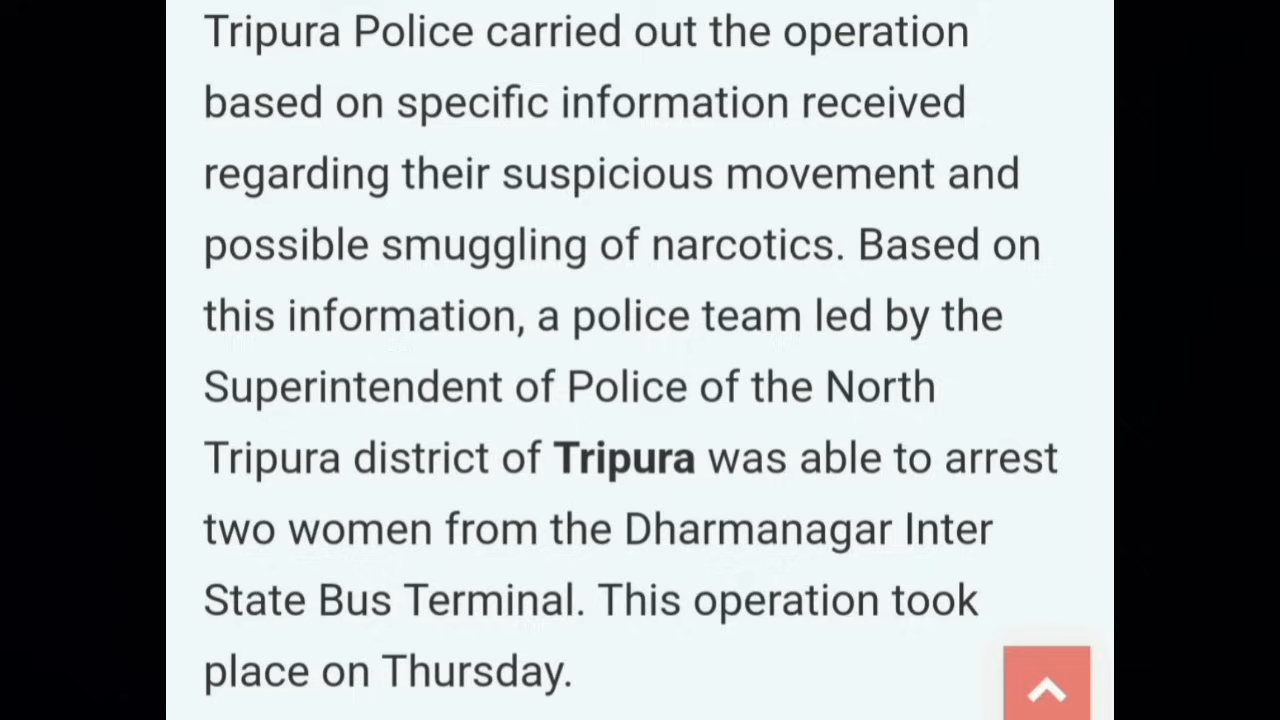 Tripura Police carried out the operation
based on specific information received
regarding their suspicious movement and
possible smuggling of narcotics. Based on
this information, a police team led by the
Superintendent of Police of the North
Tripura district of Tripura was able to arrest
two women from the Dharmanagar Inter
State Bus Terminal. This operation took
place on Thursday.